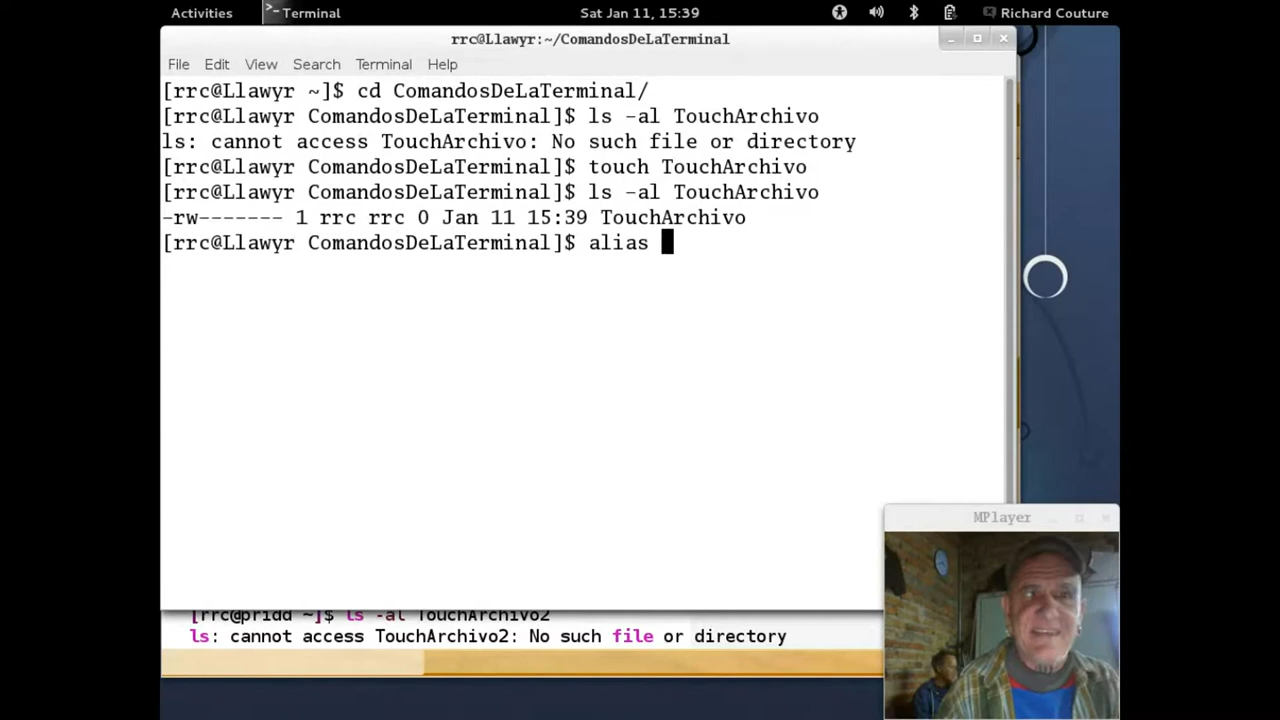 Activities
Terminal
Sat Jan 11, 15:39
Richard Couture
rrc@Llawyr:~/ComandosDeLaTerminal
File Edit View Search Terminal Help
[rrc@Llawyr ~]$ cd ComandosDeLaTerminal/
[rrc@Llawyr ComandosDeLaTerminal]$ ls -al TouchArchivo
ls: cannot access TouchArchivo: No such file or directory
[rrc@Llawyr ComandosDeLaTerminal]$ touch TouchArchivo
[rrc@Llawyr ComandosDeLaTerminal]$ ls -al TouchArchivo
-rw------- 1 rrc rrc 0 Jan 11 15:39 TouchArchivo
[rrc@Llawyr ComandosDeLaTerminal]$ alias
MPlayer
[rrc@pridd ~]$ ls -al TouchArchivo2
ls: cannot access TouchArchivo2: No such file or directory